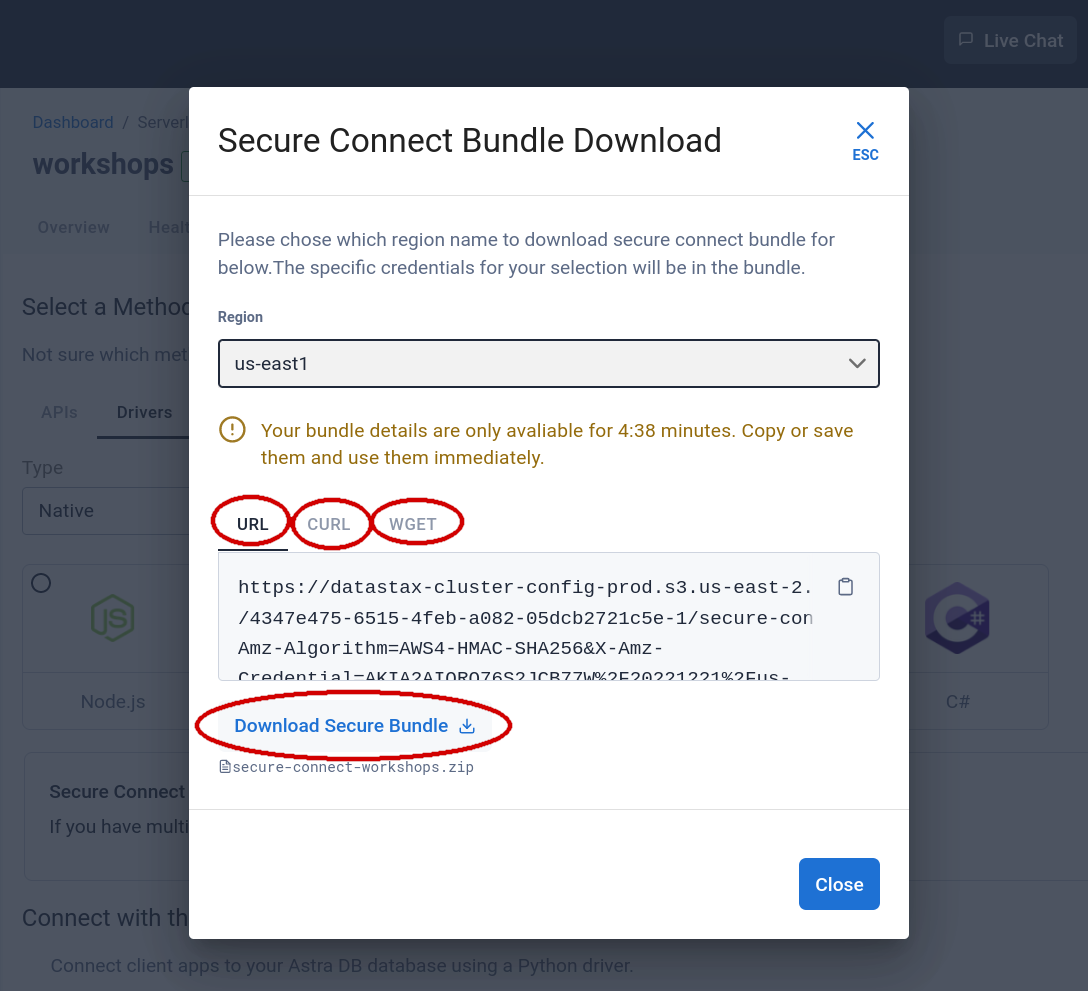 Live Chat
Dashboard / Serverl
workshops
Overview Healt
Secure Connect Bundle Download
ESC
Please chose which region name to download secure connect bundle for
below.The specific credentials for your selection will be in the bundle.
Region
us-east1
Your bundle details are only avaliable for 4:38 minutes. Copy or save
them and use them immediately.
URL CURL WGET
https://datastax-cluster-config-prod.s3.us-east-2.
/4347e475-6515-4feb-a082-05dcb2721c5e-1/secure-con
Amz-Algorithm=AWS4-HMAC-SHA256&X-Amz-
Download Secure Bundle
secure-connect-workshops.zip
Close
Select a Method
Not sure which met
APIs Drivers
Type
Native
JS
Node.js
C#
Secure Connect
If you have multi
Connect with th
Connect client apps to your Astra DB database using a Python driver.